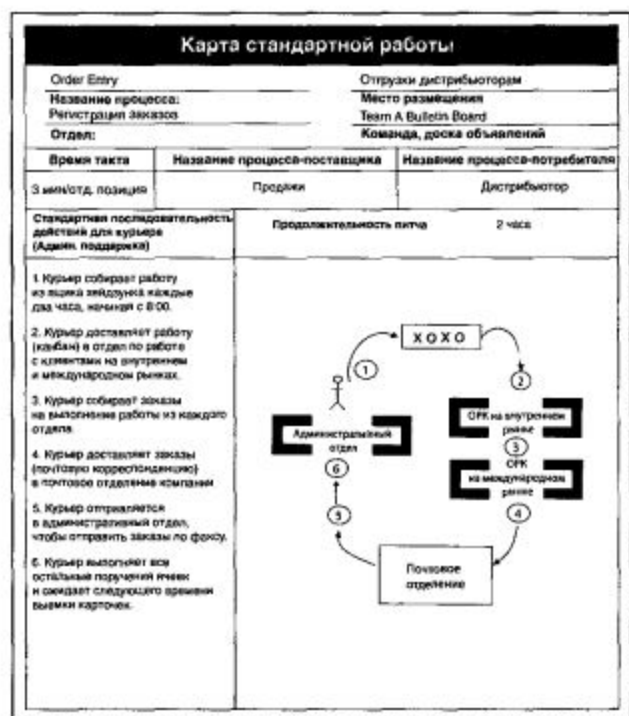 Карта стандартной работы
Order Entry
Отгрузки дистрибьюторам
Название процесса:
Место размещения
Регистрация заказов
Team A Bulletin Board
Отдел:
Команда, доска объявлений
Время такта
Название процесса-поставщика
Название процесса-потребителя
3 мин/отд. позиция
Продажи
Дистрибьютор
Стандартная последовательность
действий для курьера
(Админ. поддержка)
Продолжительность питча
2 часа
1. Курьер собирает работу
из ящика хейдзунка каждые
два часа, начиная с 8:00.
2. Курьер доставляет работу
(канбан) в отдел по работе
с клиентами на внутреннем
и международном рынках.
3. Курьер собирает заказы
на выполнение работы из каждого
отдела.
4. Курьер доставляет заказы
(почтовую корреспонденцию)
в почтовое отделение компании
5. Курьер отправляется
в административный отдел,
чтобы отправить заказы по факсу.
6. Курьер выполняет все
остальные поручения ячеек
и ожидает следующего времени
выемки карточек.
X O X O
1
2
ОРК на внутреннем
рынке
3
ОРК
на международном
рынке
4
Почтовое
отделение
5
6
Административный
отдел